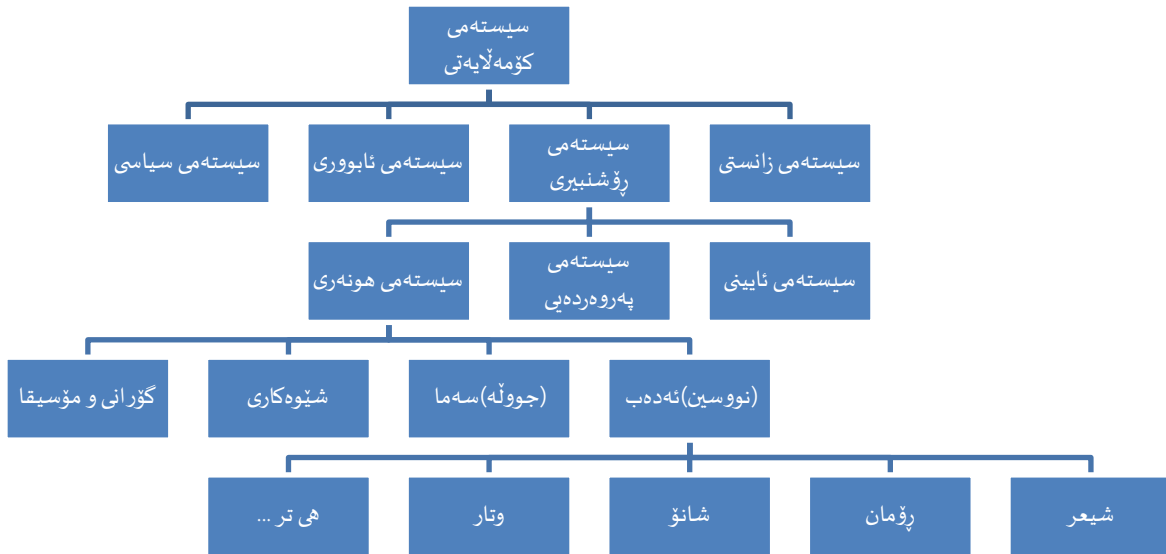 سیستەمی
کۆمەڵایەتی
سیستەمی زانستی
سیستەمی
ڕۆشنبیری
سیستەمی ئابووری
سیستەمی سیاسی
سیستەمی ئایینی
سیستەمی
پەروەردەیی
سیستەمی هونەری
(نووسین)ئەدەب
(جووڵە)سەما
شێوەکاری
گۆرانی و مۆسیقا
شیعر
ڕۆمان
شانۆ
وتار
هی تر ...